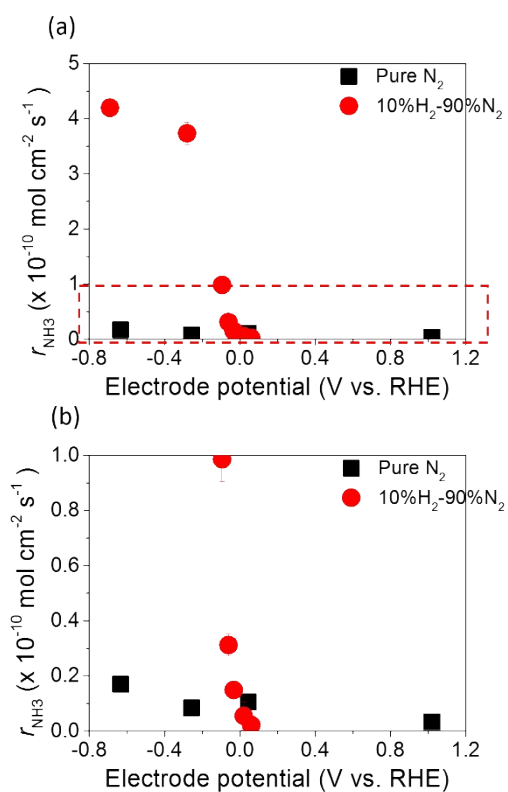 (a)
Pure N₂
10%H₂-90%N₂
r_NH3 (x 10⁻¹⁰ mol cm⁻² s⁻¹)
5
4
3
2
1
0
-0.8 -0.4 0.0 0.4 0.8 1.2
Electrode potential (V vs. RHE)
(b)
Pure N₂
10%H₂-90%N₂
r_NH3 (x 10⁻¹⁰ mol cm⁻² s⁻¹)
1.0
0.8
0.6
0.4
0.2
0.0
-0.8 -0.4 0.0 0.4 0.8 1.2
Electrode potential (V vs. RHE)